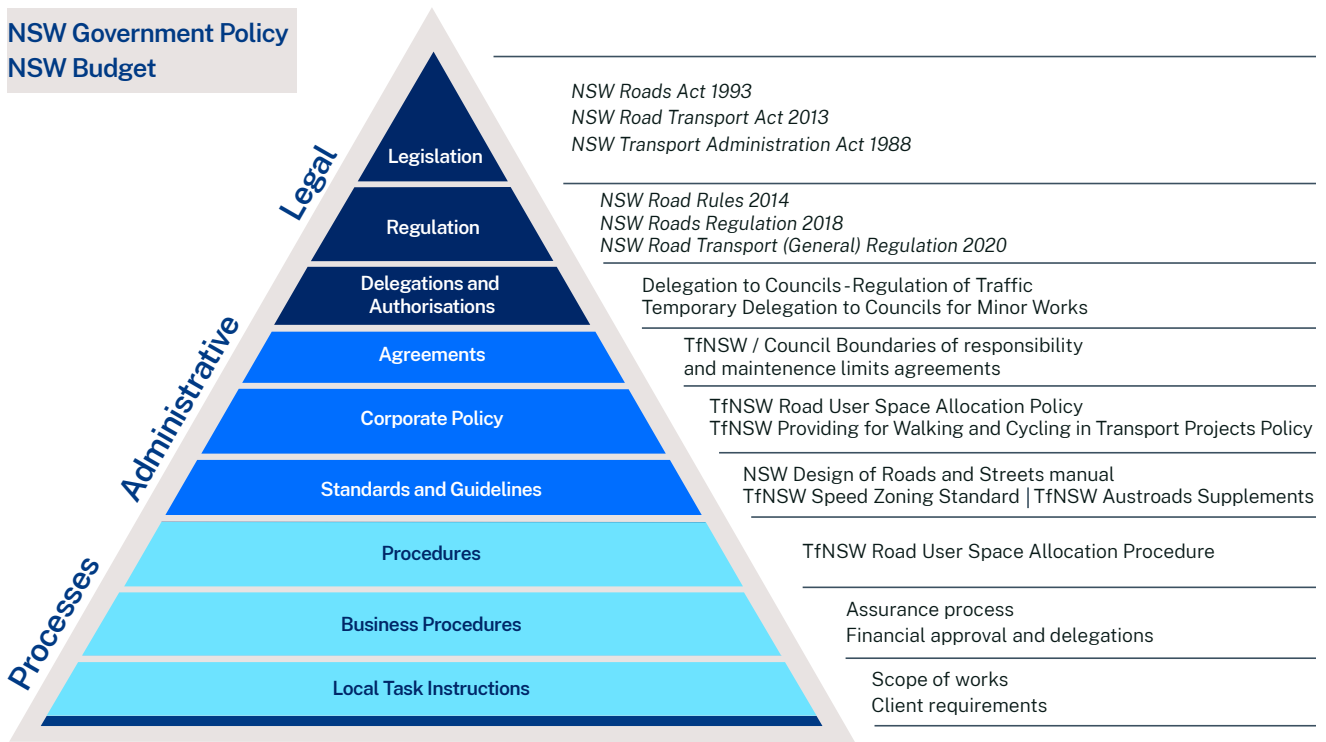 NSW Government Policy
NSW Budget
Legal
Legislation
NSW Roads Act 1993
NSW Road Transport Act 2013
NSW Transport Administration Act 1988
Regulation
NSW Road Rules 2014
NSW Roads Regulation 2018
NSW Road Transport (General) Regulation 2020
Delegations and
Authorisations
Delegation to Councils - Regulation of Traffic
Temporary Delegation to Councils for Minor Works
Administrative
Agreements
TfNSW / Council Boundaries of responsibility
and maintenence limits agreements
Corporate Policy
TfNSW Road User Space Allocation Policy
TfNSW Providing for Walking and Cycling in Transport Projects Policy
Standards and Guidelines
NSW Design of Roads and Streets manual
TfNSW Speed Zoning Standard | TfNSW Austroads Supplements
Processes
Procedures
TfNSW Road User Space Allocation Procedure
Business Procedures
Assurance process
Financial approval and delegations
Local Task Instructions
Scope of works
Client requirements